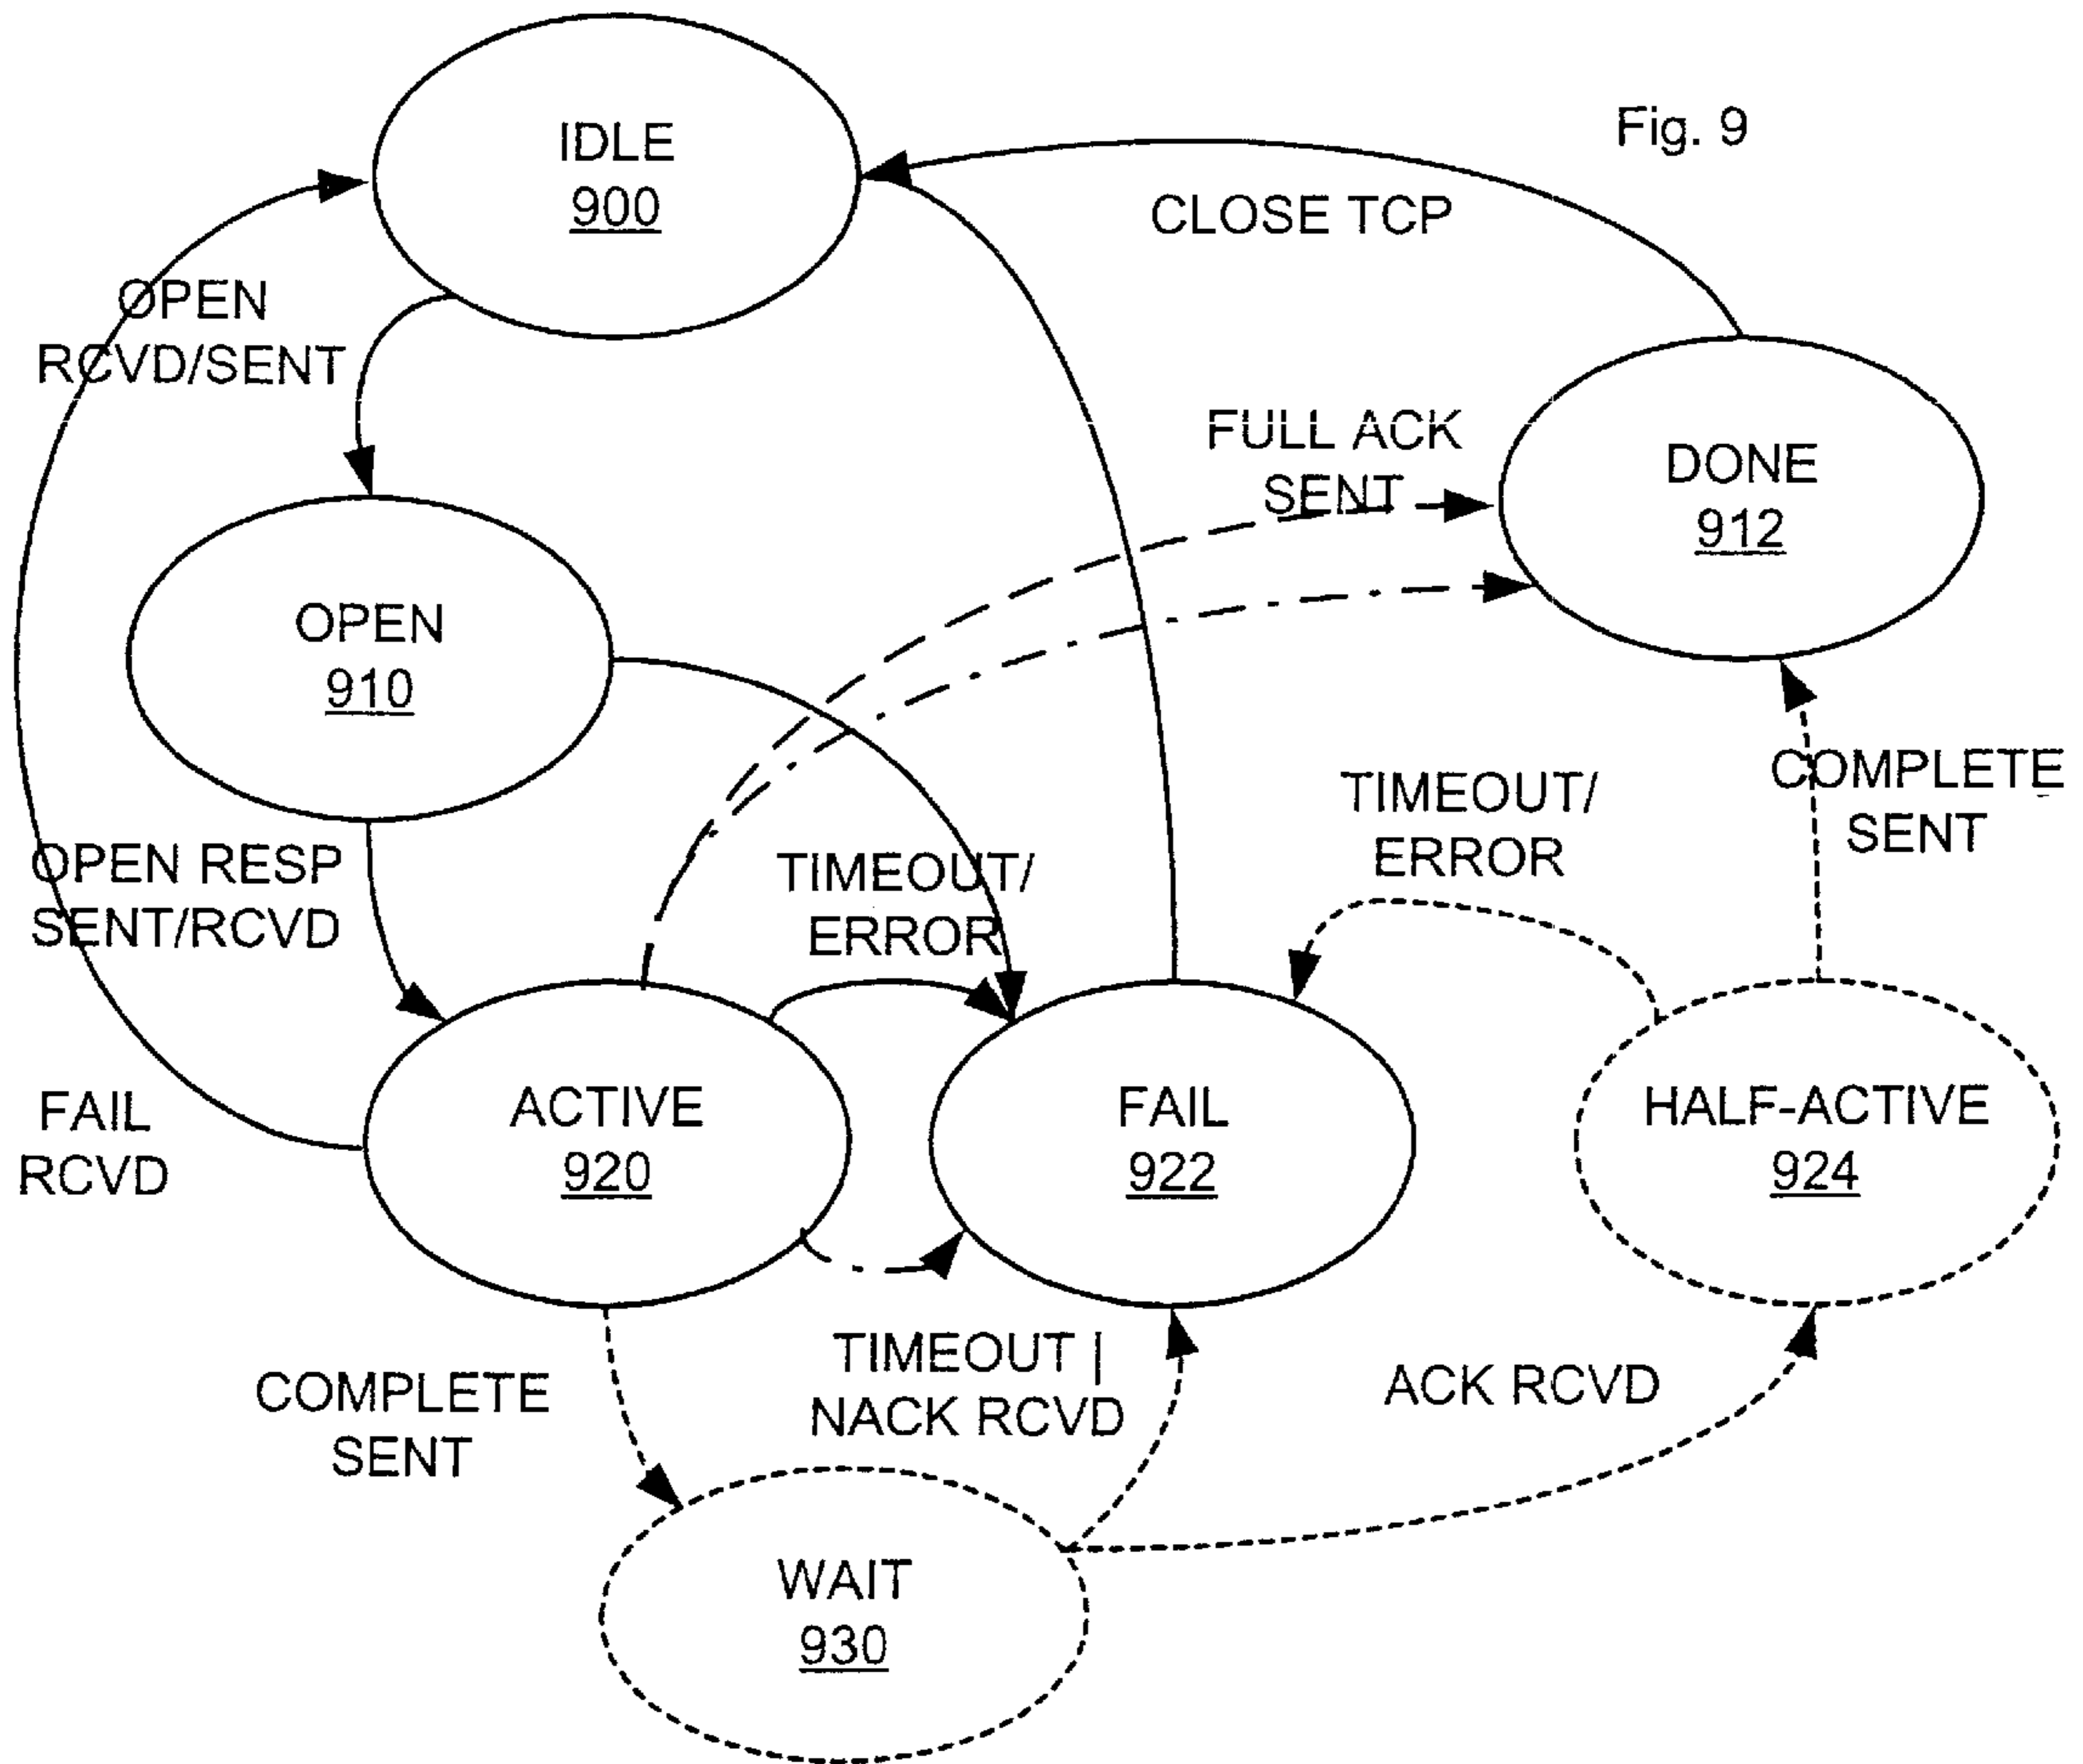 Fig. 9
IDLE
900
CLOSE TCP
OPEN
RCVD/SENT
FULL ACK
SENT
DONE
912
OPEN
910
COMPLETE
SENT
TIMEOUT/
ERROR
OPEN RESP
SENT/RCVD
TIMEOUT/
ERROR
FAIL
RCVD
ACTIVE
920
FAIL
922
HALF-ACTIVE
924
COMPLETE
SENT
TIMEOUT |
NACK RCVD
ACK RCVD
WAIT
930